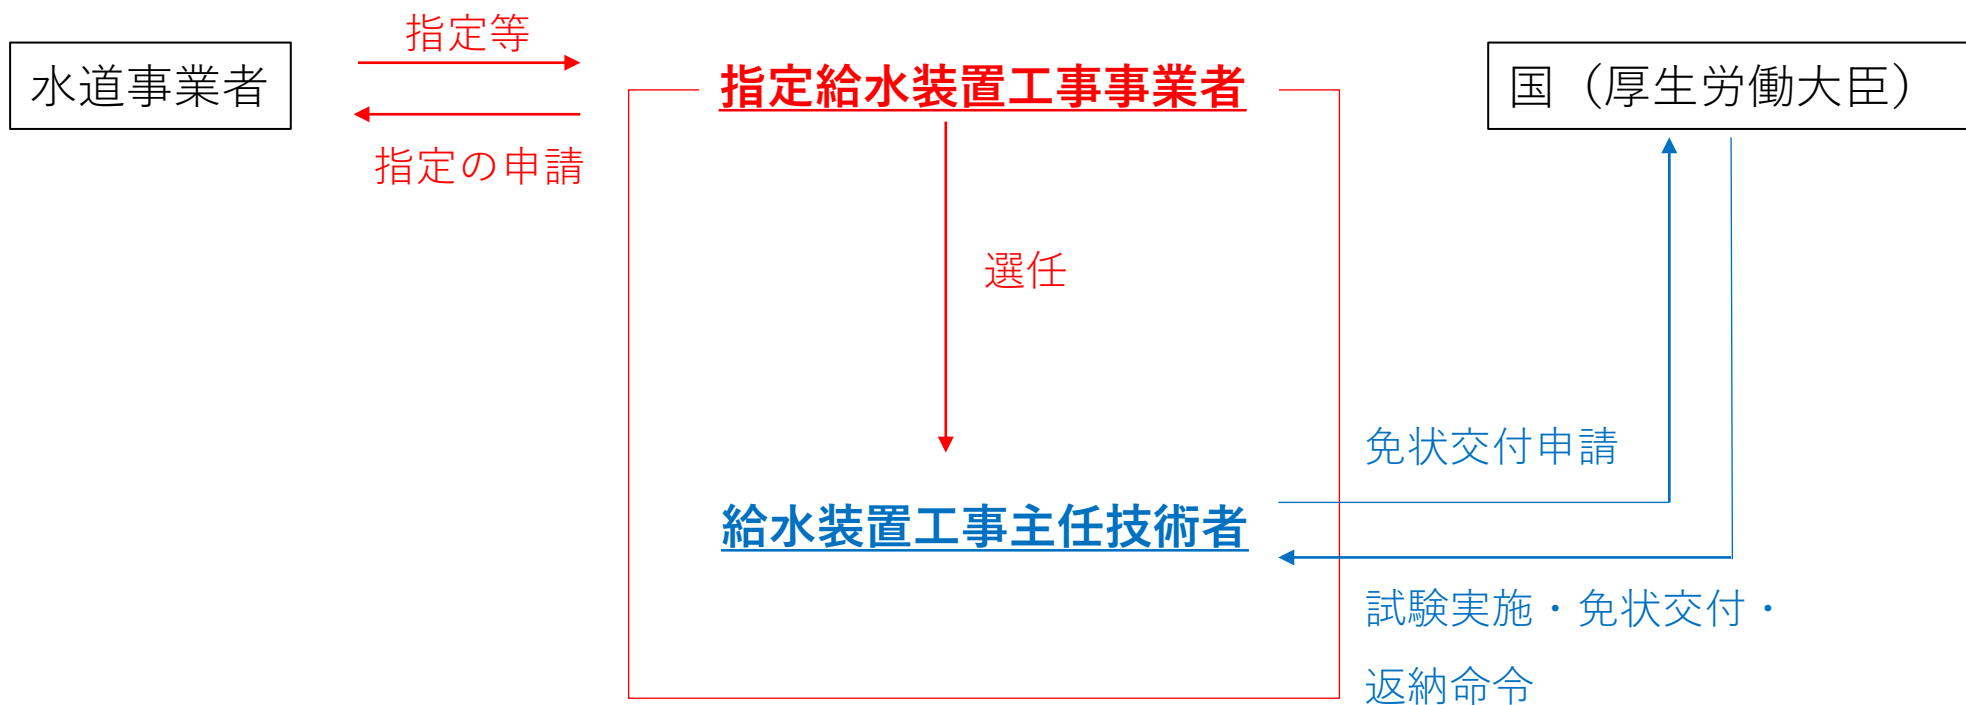 指定等
水道事業者
指定給水装置工事事業者
国（厚生労働大臣）
指定の申請
選任
免状交付申請
給水装置工事主任技術者
試験実施・免状交付・
返納命令